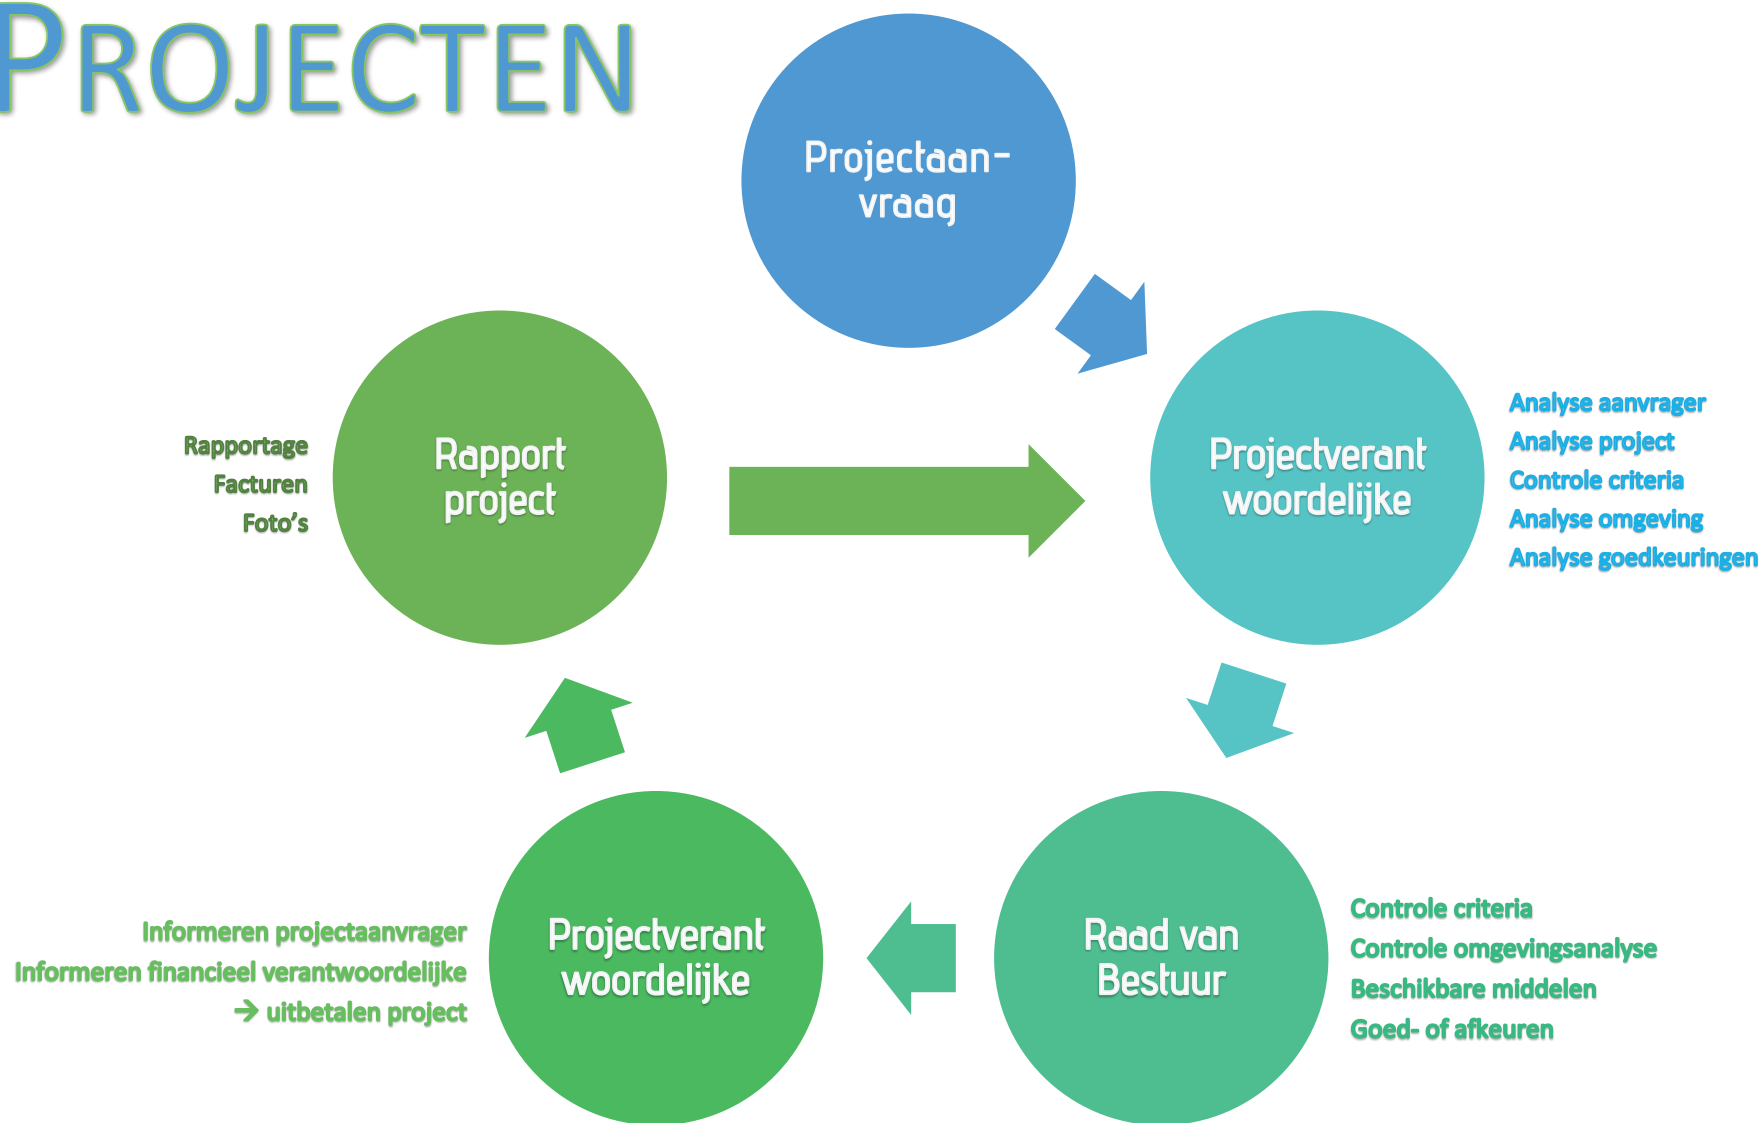 PROJECTEN
Projectaan-
vraag
Projectverant
woordelijke
Analyse aanvrager
Analyse project
Controle criteria
Analyse omgeving
Analyse goedkeuringen
Raad van
Bestuur
Controle criteria
Controle omgevingsanalyse
Beschikbare middelen
Goed- of afkeuren
Projectverant
woordelijke
Informeren projectaanvrager
Informeren financieel verantwoordelijke
→ uitbetalen project
Rapport
project
Rapportage
Facturen
Foto’s